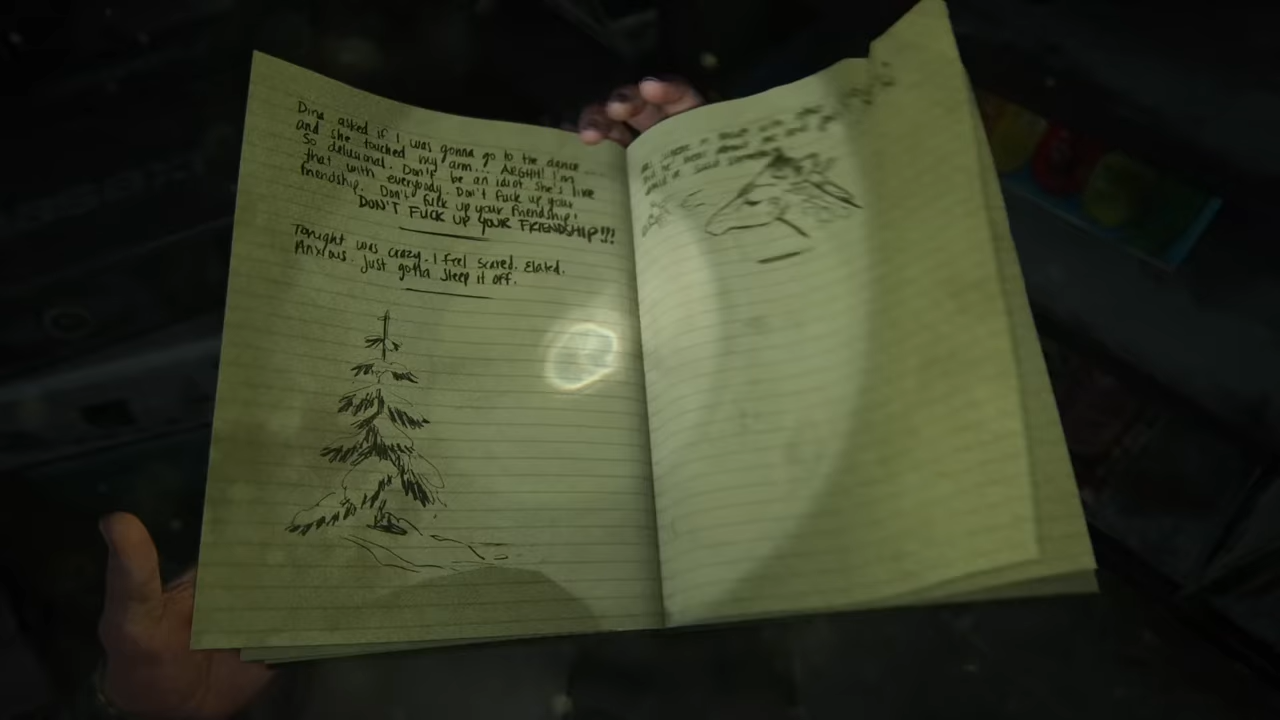 Dina asked if I was gonna go to the dance
and she touched my arm... ARGHH! I'm
so delusional. Don't be an idiot. She's like
that with everybody. Don't fuck up your
friendship. Don't fuck up your friendship!
DON'T FUCK UP YOUR FRIENDSHIP!!!
Tonight was crazy. I feel scared. Elated.
Anxious. Just gotta sleep it off.